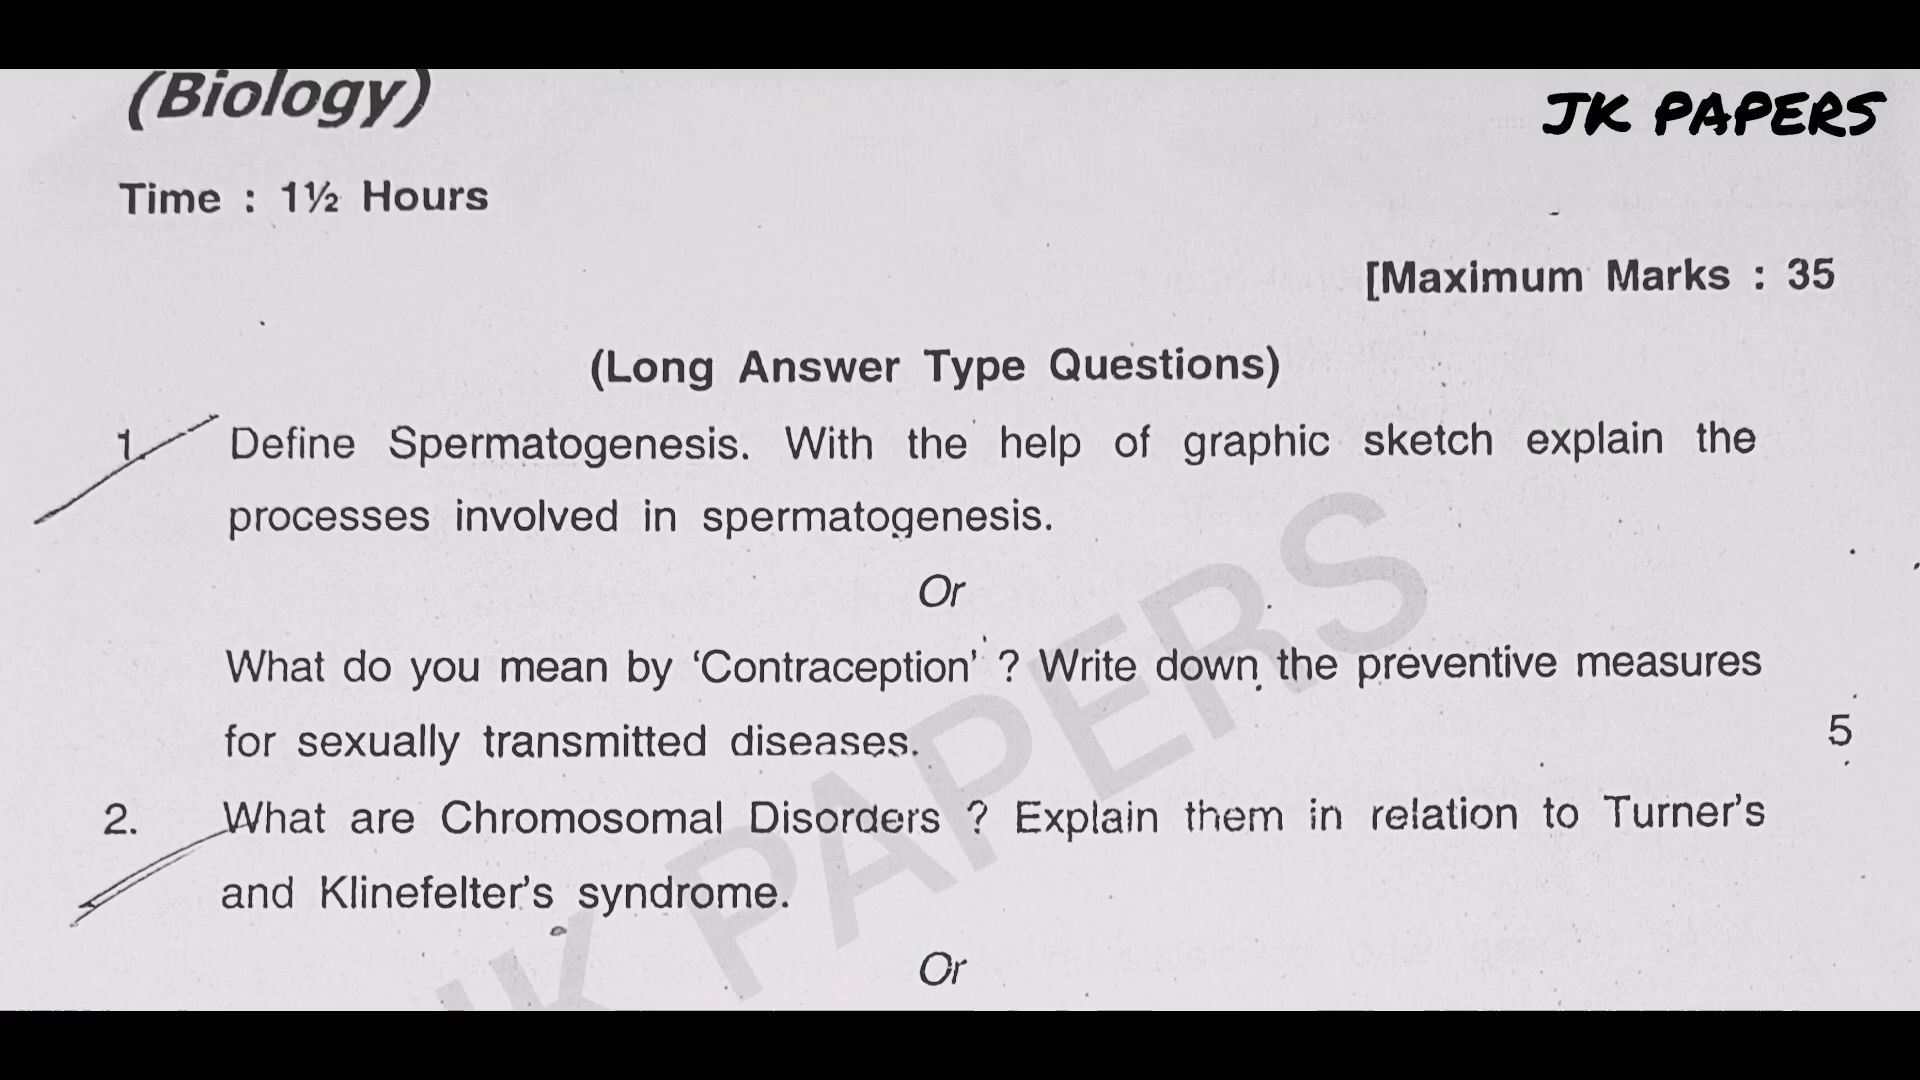 (Biology)
JK PAPERS
Time : 1½ Hours
[Maximum Marks : 35
(Long Answer Type Questions)
1. Define Spermatogenesis. With the help of graphic sketch explain the
processes involved in spermatogenesis.
Or
What do you mean by ‘Contraception’ ? Write down the preventive measures
for sexually transmitted diseases.
5
2. What are Chromosomal Disorders ? Explain them in relation to Turner’s
and Klinefelter’s syndrome.
Or
JK PAPERS